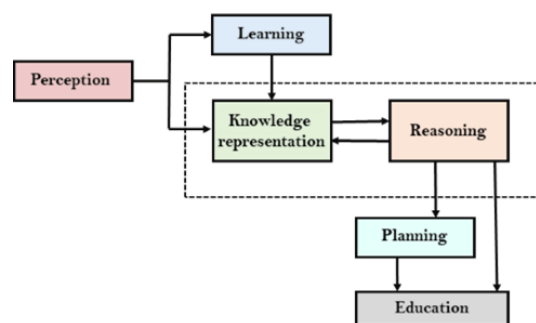 Learning
Perception
Knowledge
representation
Reasoning
Planning
Education